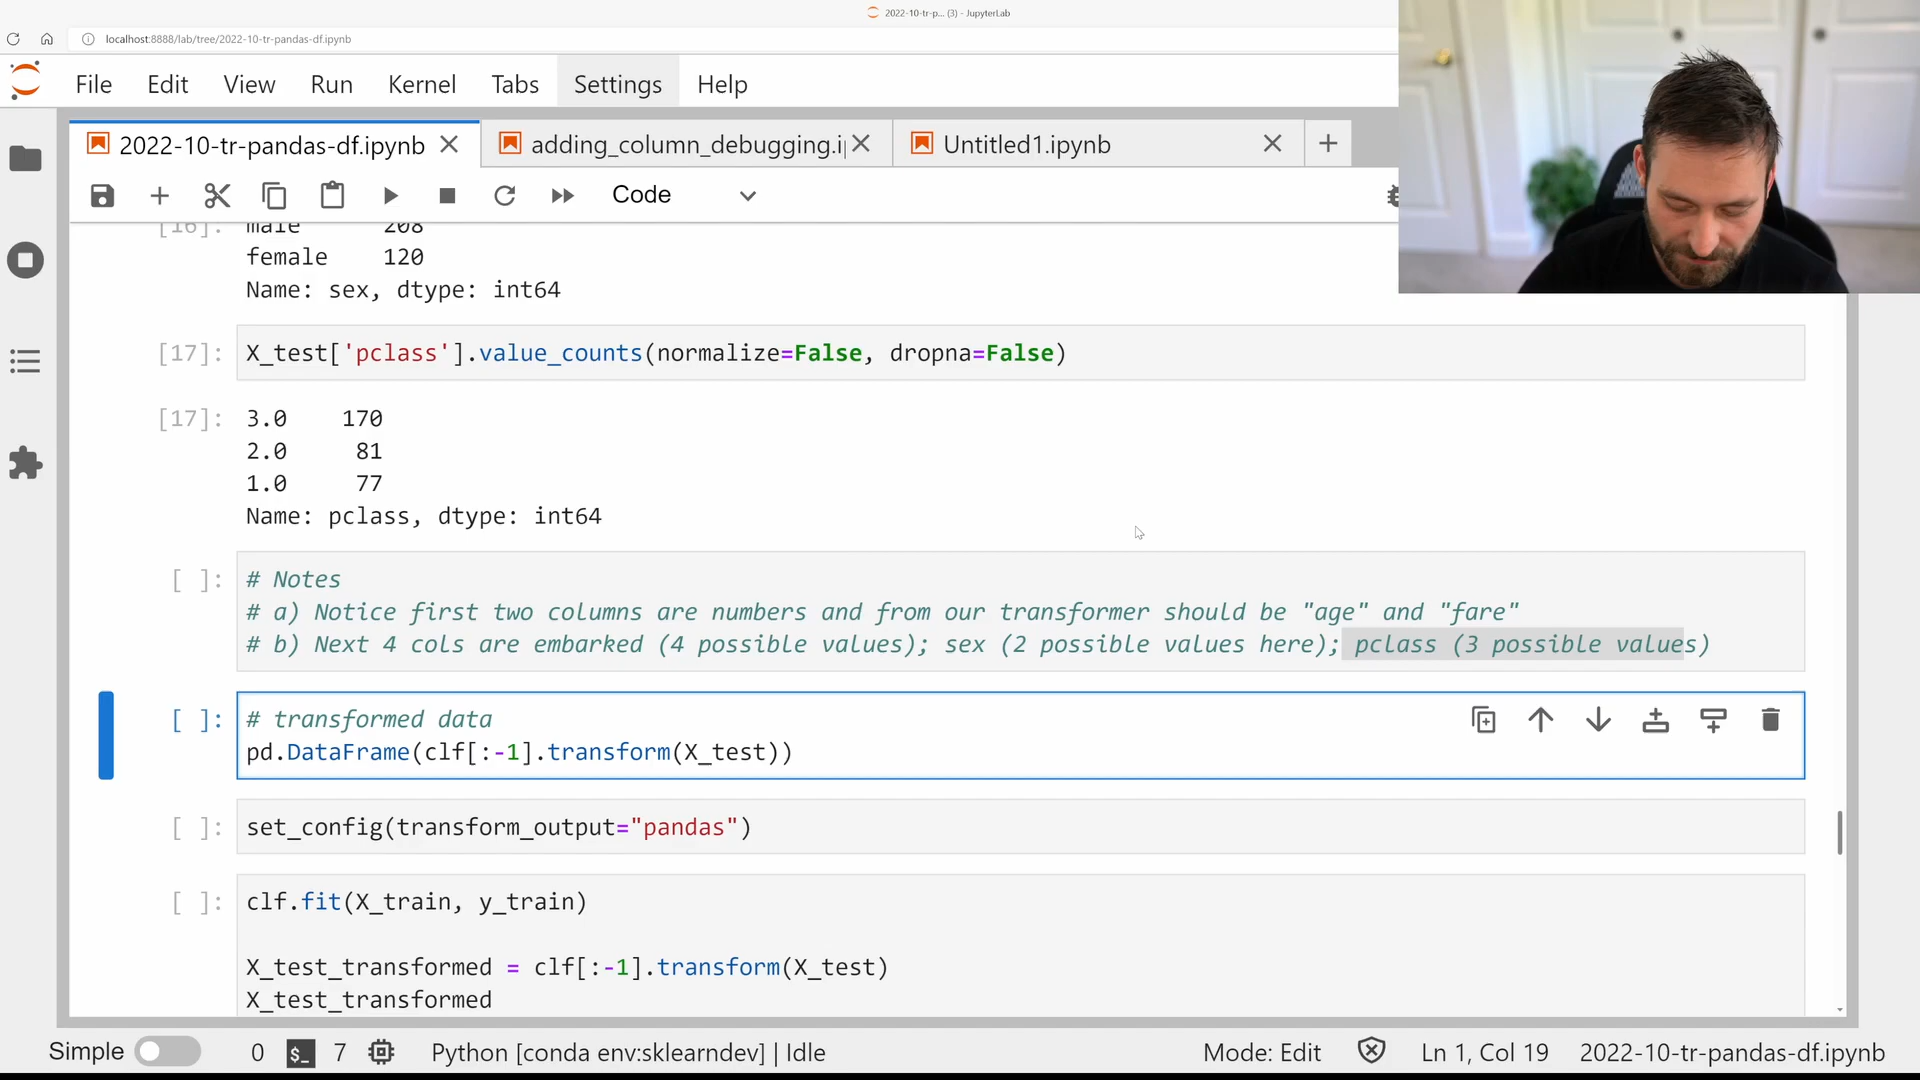 2022-10-tr-p... (3) - JupyterLab
localhost:8888/lab/tree/2022-10-tr-pandas-df.ipynb
File Edit View Run Kernel Tabs Settings Help
2022-10-tr-pandas-df.ipynb adding_column_debugging.i Untitled1.ipynb
Code
[16]: male 208
female 120
Name: sex, dtype: int64
[17]: X_test['pclass'].value_counts(normalize=False, dropna=False)
[17]: 3.0 170
2.0 81
1.0 77
Name: pclass, dtype: int64
[ ]: # Notes
# a) Notice first two columns are numbers and from our transformer should be "age" and "fare"
# b) Next 4 cols are embarked (4 possible values); sex (2 possible values here); pclass (3 possible values)
[ ]: # transformed data
pd.DataFrame(clf[:-1].transform(X_test))
[ ]: set_config(transform_output="pandas")
[ ]: clf.fit(X_train, y_train)
X_test_transformed = clf[:-1].transform(X_test)
X_test_transformed
Simple 0 $_ 7 Python [conda env:sklearndev] | Idle Mode: Edit Ln 1, Col 19 2022-10-tr-pandas-df.ipynb